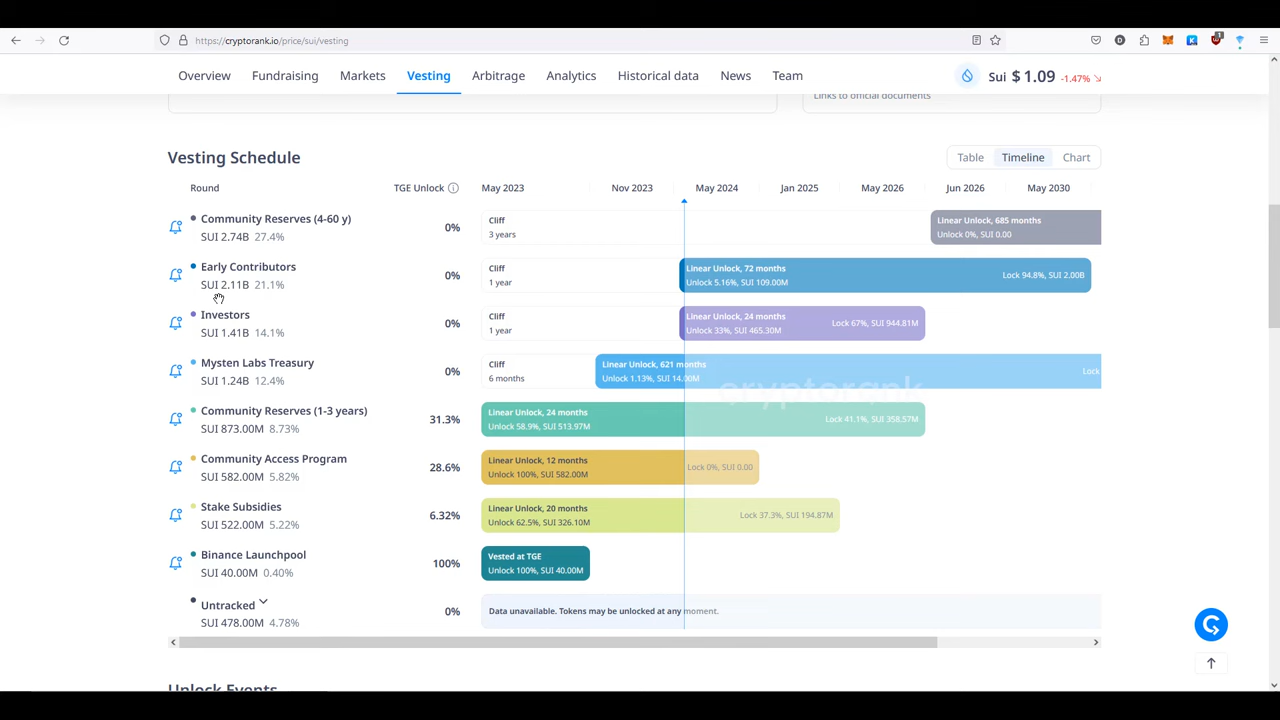 https://cryptorank.io/price/sui/vesting
1
Overview Fundraising Markets Vesting Arbitrage Analytics Historical data News Team
Sui $ 1.09 -1.47%
Links to official documents
Vesting Schedule
Table Timeline Chart
Round TGE Unlock May 2023 Nov 2023 May 2024 Jan 2025 May 2026 Jun 2026 May 2030
Community Reserves (4-60 y)
SUI 2.74B 27.4%
0%
Cliff
3 years
Linear Unlock, 685 months
Unlock 0%, SUI 0.00
Early Contributors
SUI 2.11B 21.1%
0%
Cliff
1 year
Linear Unlock, 72 months
Unlock 5.16%, SUI 109.00M
Lock 94.8%, SUI 2.00B
Investors
SUI 1.41B 14.1%
0%
Cliff
1 year
Linear Unlock, 24 months
Unlock 33%, SUI 465.30M
Lock 67%, SUI 944.81M
Mysten Labs Treasury
SUI 1.24B 12.4%
0%
Cliff
6 months
Linear Unlock, 621 months
Unlock 1.13%, SUI 14.00M
Lock
cryptorank
Community Reserves (1-3 years)
SUI 873.00M 8.73%
31.3%
Linear Unlock, 24 months
Unlock 58.9%, SUI 513.97M
Lock 41.1%, SUI 358.57M
Community Access Program
SUI 582.00M 5.82%
28.6%
Linear Unlock, 12 months
Unlock 100%, SUI 582.00M
Lock 0%, SUI 0.00
Stake Subsidies
SUI 522.00M 5.22%
6.32%
Linear Unlock, 20 months
Unlock 62.5%, SUI 326.10M
Lock 37.3%, SUI 194.87M
Binance Launchpool
SUI 40.00M 0.40%
100%
Vested at TGE
Unlock 100%, SUI 40.00M
Untracked
SUI 478.00M 4.78%
0%
Data unavailable. Tokens may be unlocked at any moment.
Unlock Events